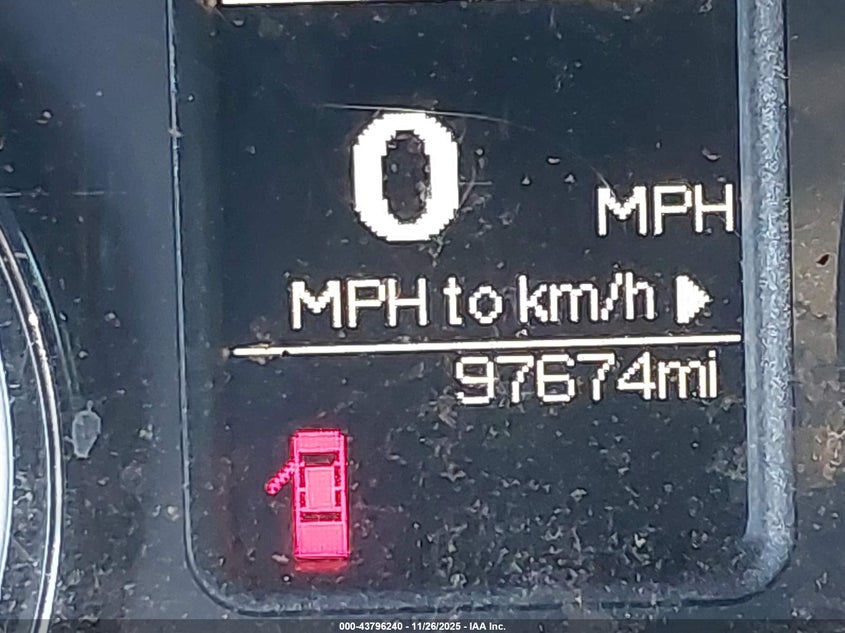 0
MPH
MPH to km/h
97674mi
000-43796240 - 11/26/2025 - IAA Inc.